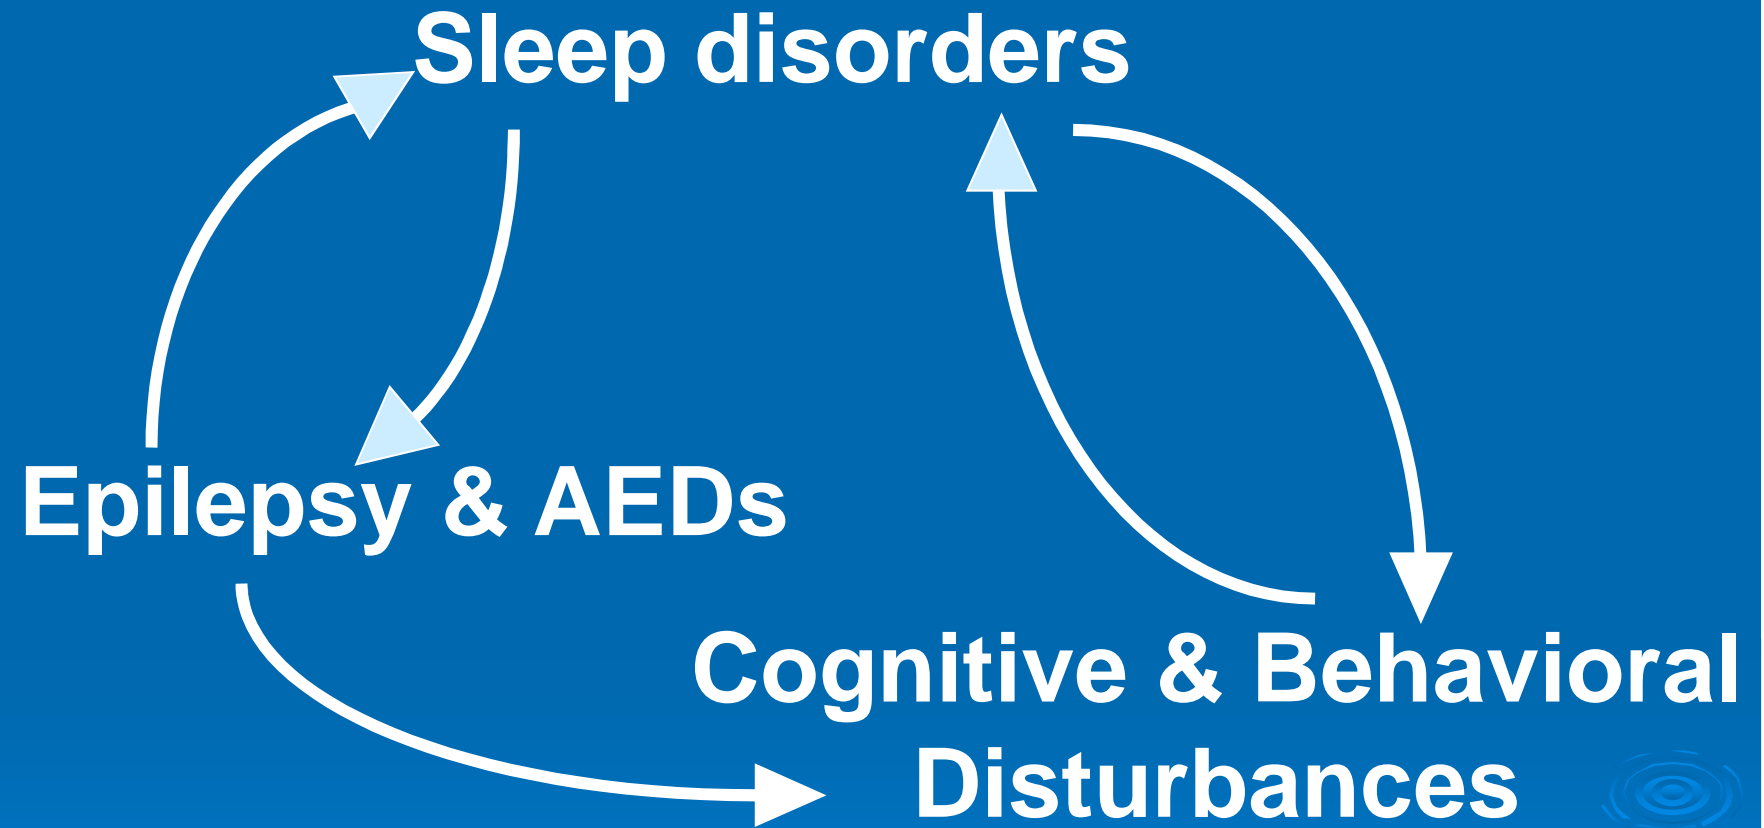 Sleep disorders
Epilepsy & AEDs
Cognitive & Behavioral
Disturbances